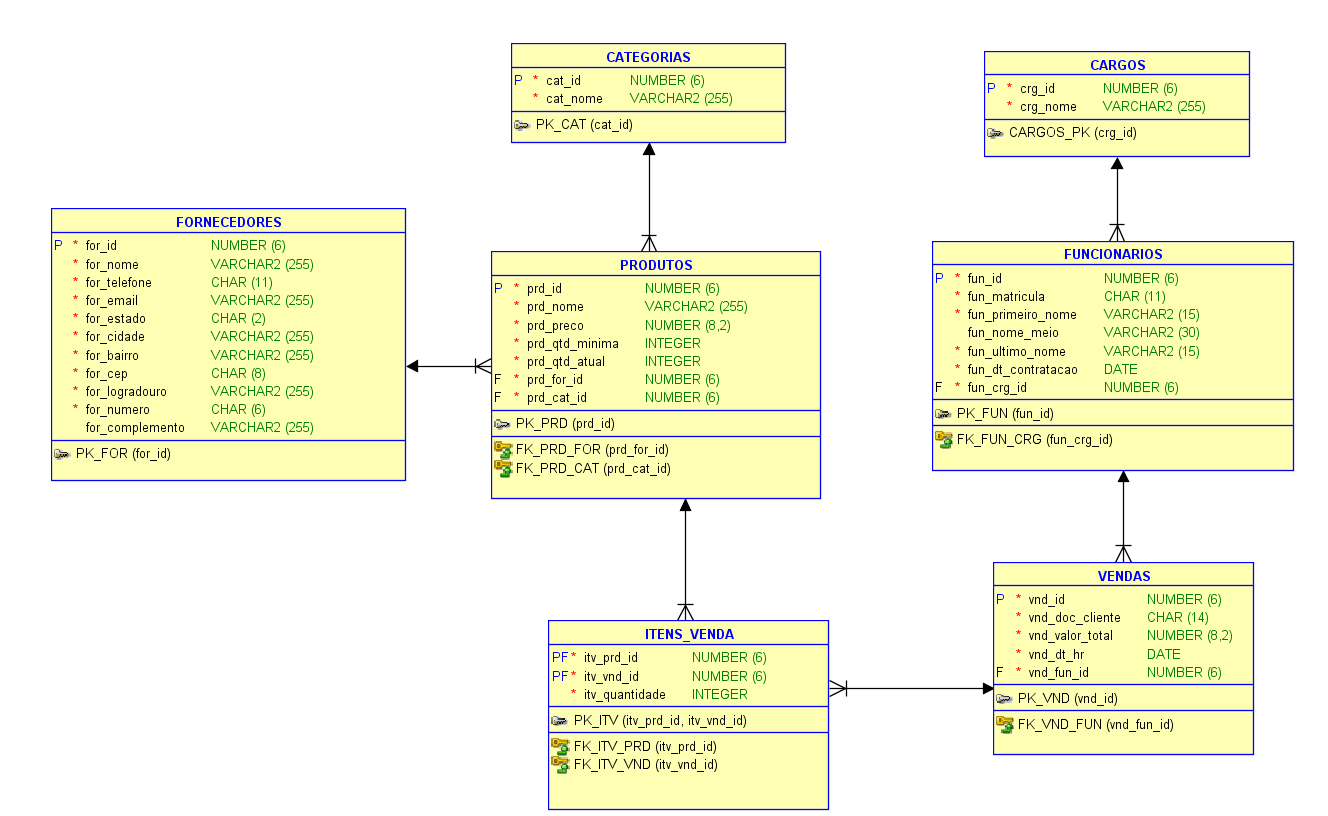 CATEGORIAS
P * cat_id NUMBER (6)
* cat_nome VARCHAR2 (255)
PK_CAT (cat_id)
CARGOS
P * crg_id NUMBER (6)
* crg_nome VARCHAR2 (255)
CARGOS_PK (crg_id)
FORNECEDORES
P * for_id NUMBER (6)
* for_nome VARCHAR2 (255)
* for_telefone CHAR (11)
* for_email VARCHAR2 (255)
* for_estado CHAR (2)
* for_cidade VARCHAR2 (255)
* for_bairro VARCHAR2 (255)
* for_cep CHAR (8)
* for_logradouro VARCHAR2 (255)
* for_numero CHAR (6)
for_complemento VARCHAR2 (255)
PK_FOR (for_id)
PRODUTOS
P * prd_id NUMBER (6)
* prd_nome VARCHAR2 (255)
* prd_preco NUMBER (8,2)
* prd_qtd_minima INTEGER
* prd_qtd_atual INTEGER
F * prd_for_id NUMBER (6)
F * prd_cat_id NUMBER (6)
PK_PRD (prd_id)
FK_PRD_FOR (prd_for_id)
FK_PRD_CAT (prd_cat_id)
FUNCIONARIOS
P * fun_id NUMBER (6)
* fun_matricula CHAR (11)
* fun_primeiro_nome VARCHAR2 (15)
fun_nome_meio VARCHAR2 (30)
* fun_ultimo_nome VARCHAR2 (15)
* fun_dt_contratacao DATE
F * fun_crg_id NUMBER (6)
PK_FUN (fun_id)
FK_FUN_CRG (fun_crg_id)
ITENS_VENDA
PF * itv_prd_id NUMBER (6)
PF * itv_vnd_id NUMBER (6)
* itv_quantidade INTEGER
PK_ITV (itv_prd_id, itv_vnd_id)
FK_ITV_PRD (itv_prd_id)
FK_ITV_VND (itv_vnd_id)
VENDAS
P * vnd_id NUMBER (6)
* vnd_doc_cliente CHAR (14)
* vnd_valor_total NUMBER (8,2)
* vnd_dt_hr DATE
F * vnd_fun_id NUMBER (6)
PK_VND (vnd_id)
FK_VND_FUN (vnd_fun_id)